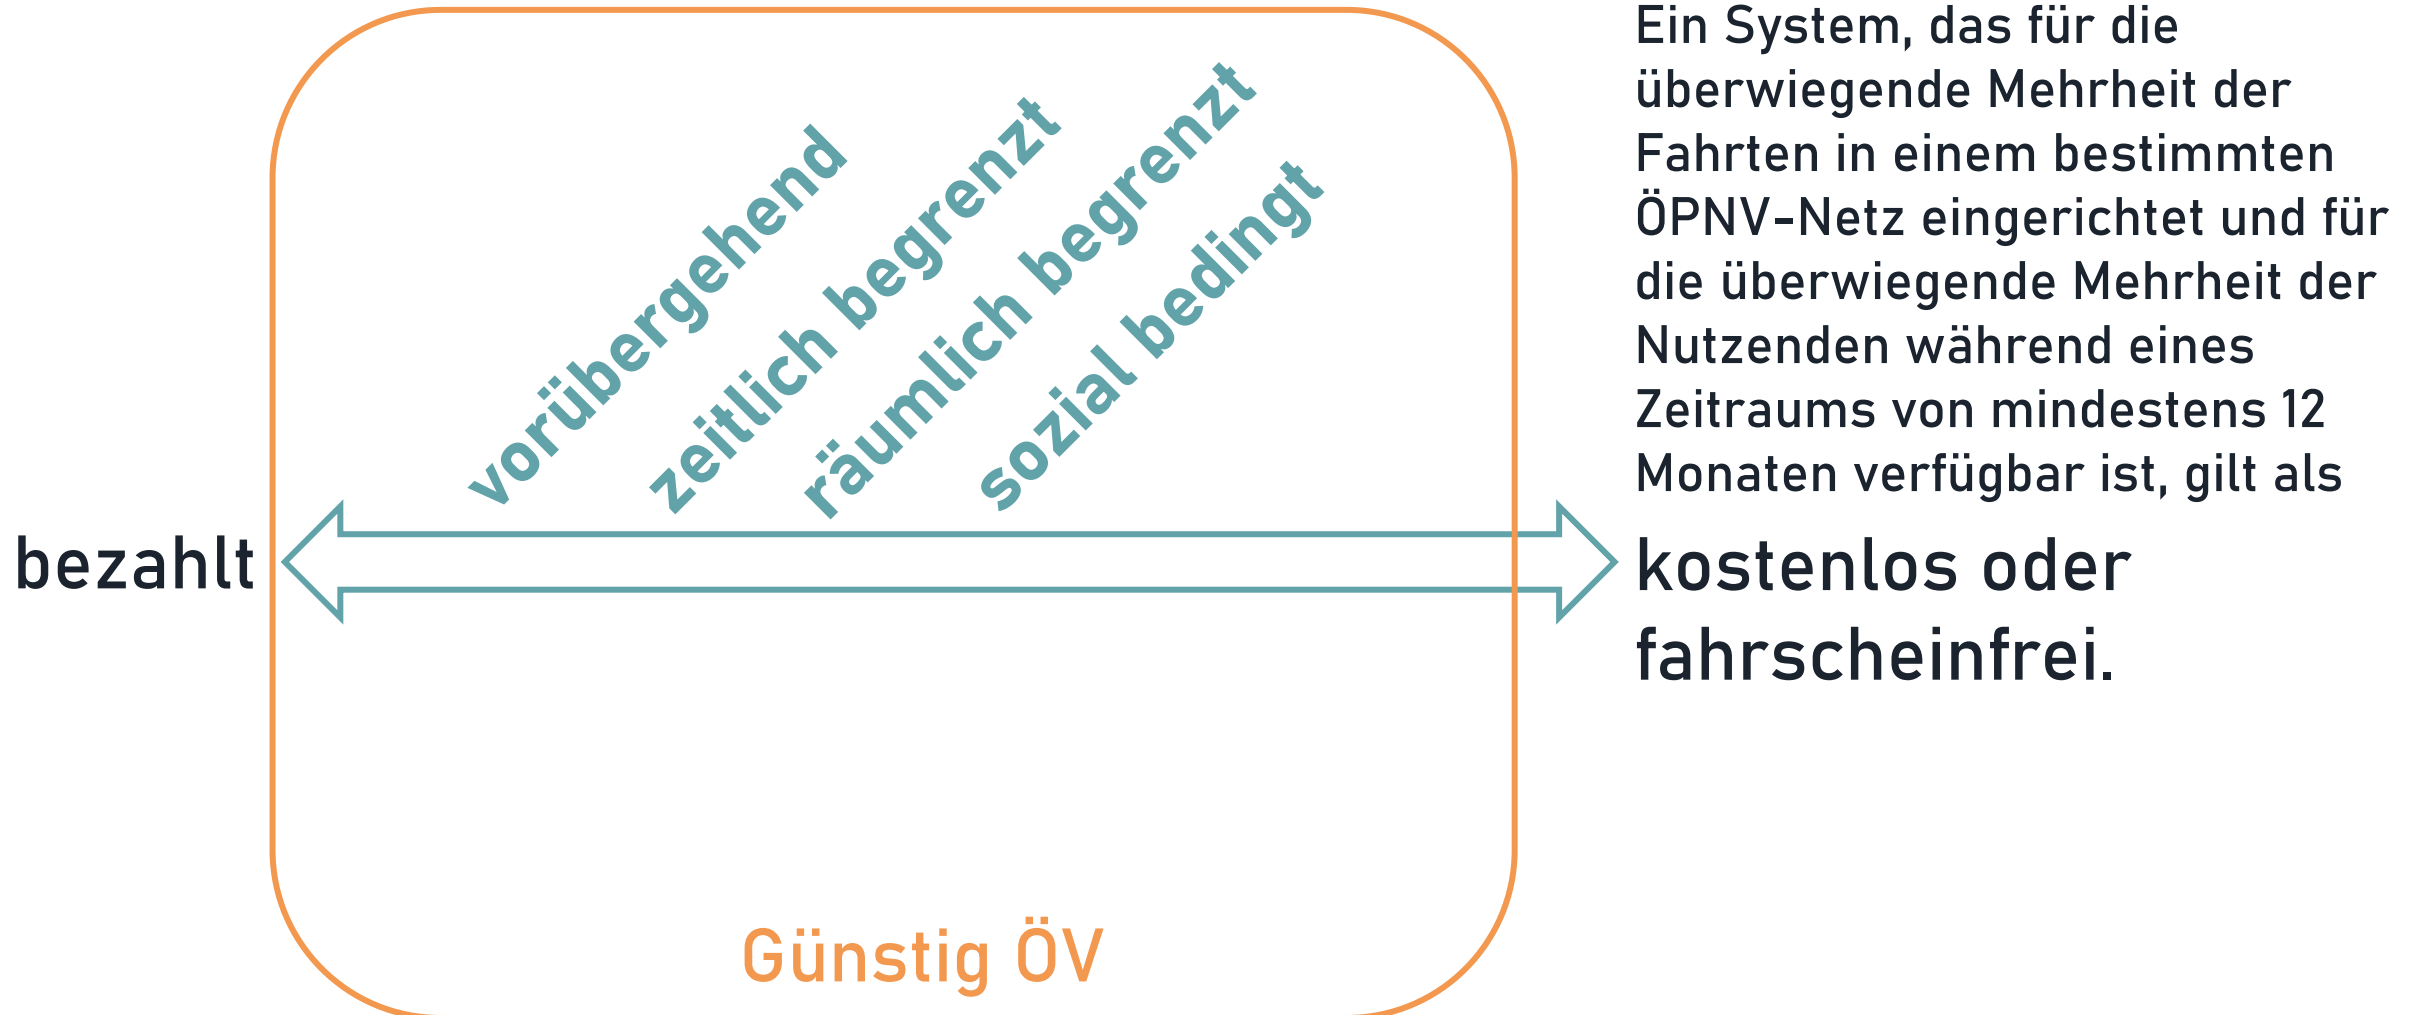 bezahlt
vorübergehend
zeitlich begrenzt
räumlich begrenzt
sozial bedingt
Günstig ÖV
Ein System, das für die
überwiegende Mehrheit der
Fahrten in einem bestimmten
ÖPNV-Netz eingerichtet und für
die überwiegende Mehrheit der
Nutzenden während eines
Zeitraums von mindestens 12
Monaten verfügbar ist, gilt als
kostenlos oder
fahrscheinfrei.